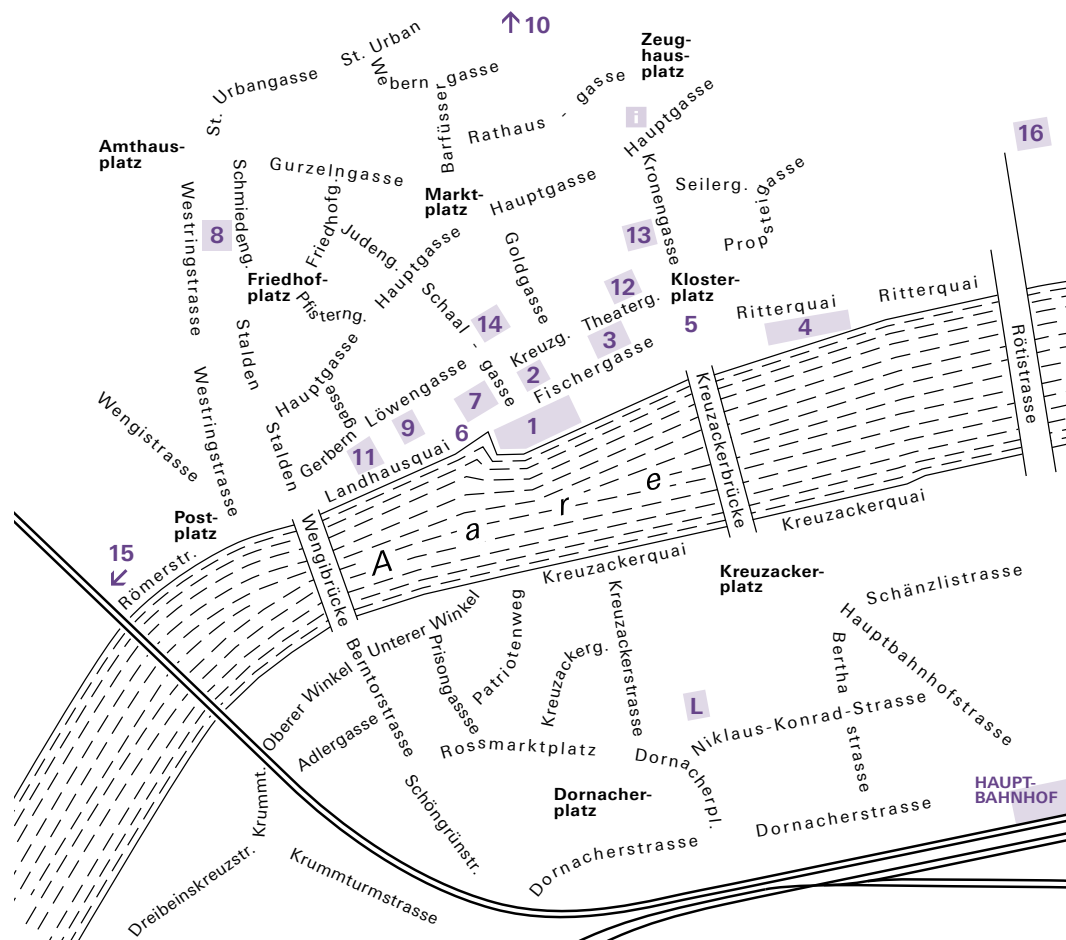 ↑ 10
St. Urban
Zeug-
haus-
platz
St. Urbangasse
Webern gasse
Barfüsser
Rathaus - gasse
i
Hauptgasse
16
Amthaus-
platz
Schmiedeng.
Gurzelngasse
Friedhofg.
Kronengasse
Seilerg.
Propsteigasse
Westringstrasse
8
Markt-
platz
Hauptgasse
Judeng.
Hauptgasse
Goldgasse
13
Friedhof-
platz
Pfisterng.
Schaal - gasse
12
Kloster-
platz
Theaterg.
Ritterquai
Ritterquai
4
5
14
3
Kreuzg.
Fischergasse
2
Stalden
Hauptgasse
Löwengasse
7
1
Rötistrasse
Westringstrasse
Wengistrasse
Gerbern gasse
9
6
11
Landhausquai
Stalden
Kreuzackerbrücke
Post-
platz
Wengibrücke
Aare
Kreuzackerquai
15
Römerstr.
Kreuzackerquai
Kreuzacker-
platz
Schänzlistrasse
Unterer Winkel
Oberer Winkel
Berntorstrasse
Prisongassse
Patriotenweg
Kreuzackerg.
Kreuzackerstrasse
Bertha strasse
Hauptbahnhofstrasse
L
Niklaus-Konrad-Strasse
Adlergasse
Rossmarktplatz
Dornacherpl.
Krummt.
Schöngrünstr.
Dornacher-
platz
HAUPT-
BAHNHOF
Dornacherstrasse
Dornacherstrasse
Dreibeinskreuzstr.
Krummturmstrasse